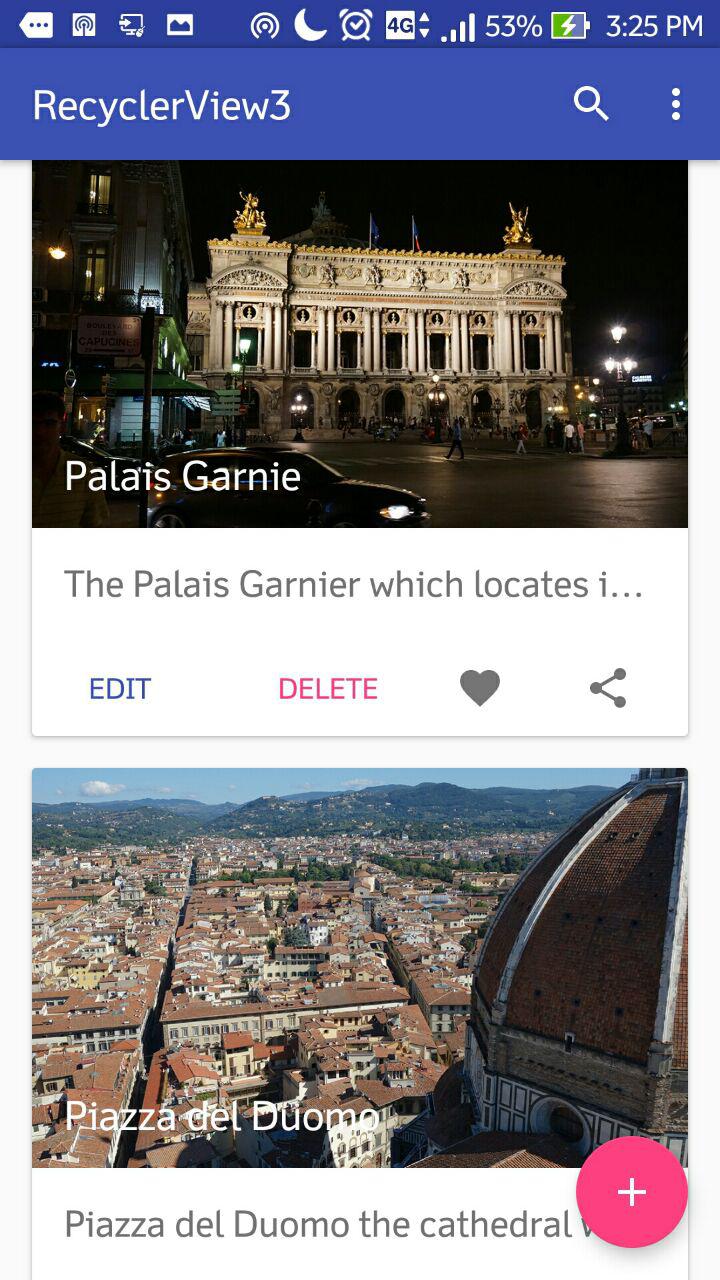 4G 53% 3:25 PM
RecyclerView3
BOULEVARD
DES
CAPUCINES
Palais Garnie
The Palais Garnier which locates i...
EDIT DELETE
Piazza del Duomo
Piazza del Duomo the cathedral